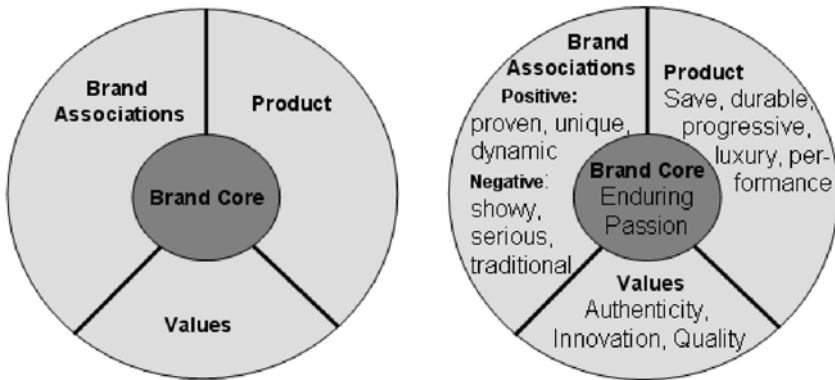 Brand
Associations
Product
Brand Core
Values
Brand
Associations
Positive:
proven, unique,
dynamic
Negative:
showy,
serious,
traditional
Product
Save, durable,
progressive,
luxury, per-
formance
Brand Core
Enduring
Passion
Values
Authenticity,
Innovation, Quality